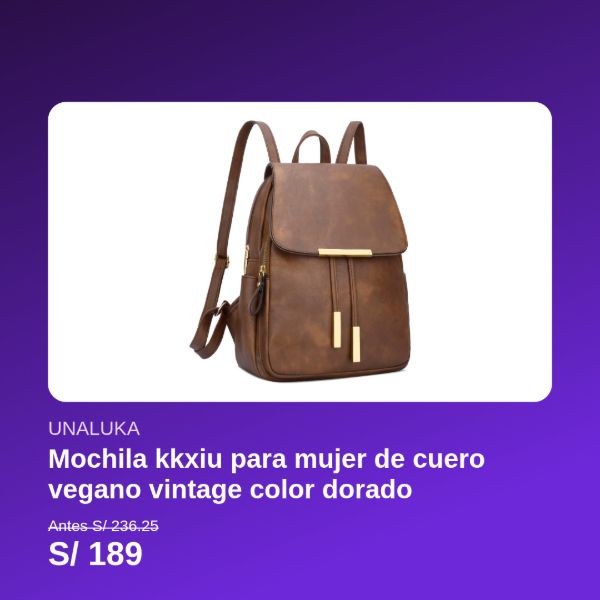 UNALUKA
Mochila kkxiu para mujer de cuero
vegano vintage color dorado
Antes S/ 236.25
S/ 189